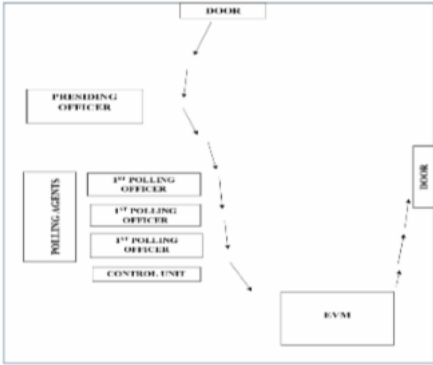 DOOR
PRESIDING
OFFICER
POLLING AGENTS
1ST POLLING
OFFICER
1ST POLLING
OFFICER
1ST POLLING
OFFICER
CONTROL UNIT
DOOR
EVM